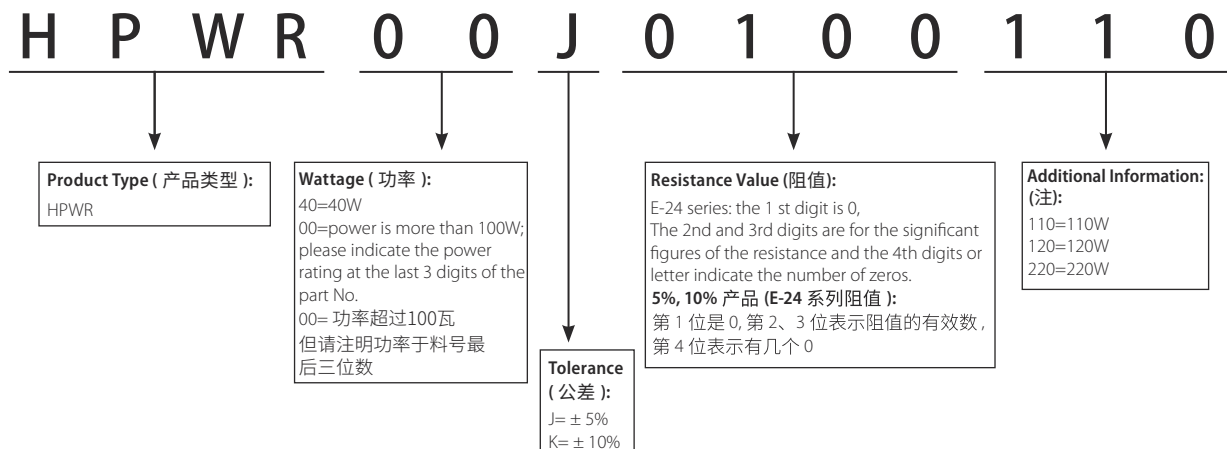 H P W R 0 0 J 0 1 0 0 1 1 0
Product Type ( 产品类型 ):
HPWR
Wattage ( 功率 ):
40=40W
00=power is more than 100W;
please indicate the power
rating at the last 3 digits of the
part No.
00= 功率超过100瓦
但请注明功率于料号最
后三位数
Tolerance
( 公差 ):
J= ± 5%
K= ± 10%
Resistance Value (阻值):
E-24 series: the 1 st digit is 0,
The 2nd and 3rd digits are for the significant
figures of the resistance and the 4th digits or
letter indicate the number of zeros.
5%, 10% 产品 (E-24 系列阻值 ):
第 1 位是 0, 第 2、3 位表示阻值的有效数 ,
第 4 位表示有几个 0
Additional Information:
(注):
110=110W
120=120W
220=220W